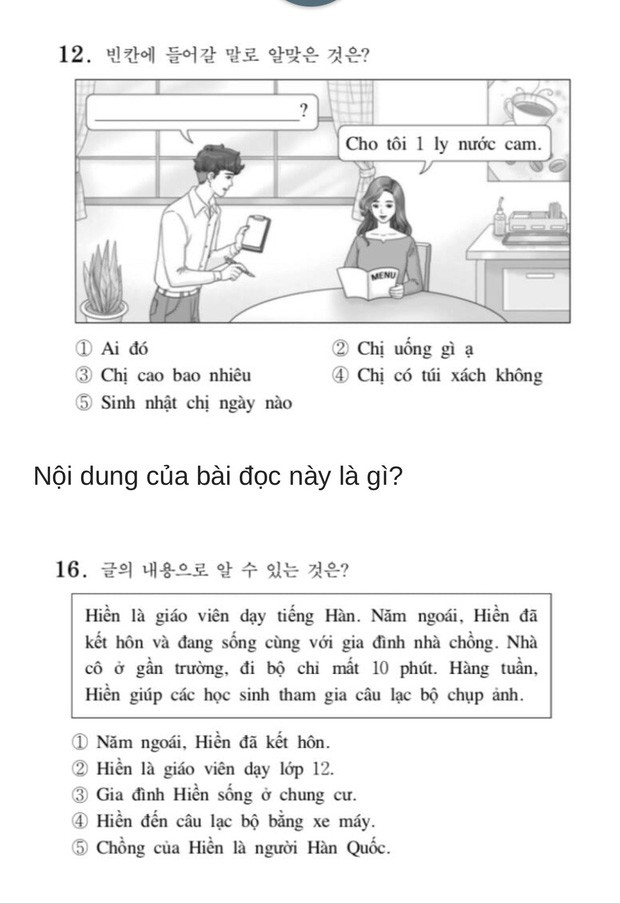 12. 빈칸에 들어갈 말로 알맞은 것은?
?
Cho tôi 1 ly nước cam.
MENU
① Ai đó
② Chị uống gì ạ
③ Chị cao bao nhiêu
④ Chị có túi xách không
⑤ Sinh nhật chị ngày nào
Nội dung của bài đọc này là gì?
16. 글의 내용으로 알 수 있는 것은?
Hiền là giáo viên dạy tiếng Hàn. Năm ngoái, Hiền đã
kết hôn và đang sống cùng với gia đình nhà chồng. Nhà
cô ở gần trường, đi bộ chỉ mất 10 phút. Hàng tuần,
Hiền giúp các học sinh tham gia câu lạc bộ chụp ảnh.
① Năm ngoái, Hiền đã kết hôn.
② Hiền là giáo viên dạy lớp 12.
③ Gia đình Hiền sống ở chung cư.
④ Hiền đến câu lạc bộ bằng xe máy.
⑤ Chồng của Hiền là người Hàn Quốc.